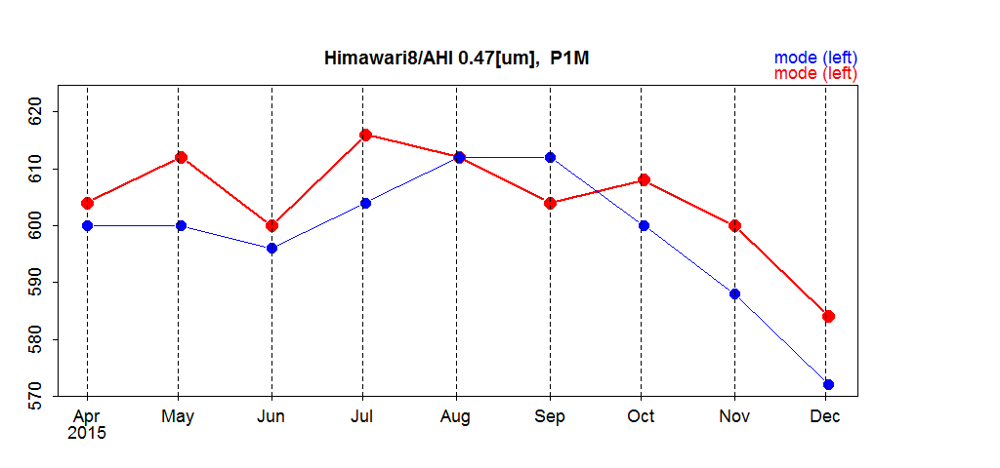 Himawari8/AHI 0.47[um],  P1M
mode (left)
mode (left)
620
610
600
590
580
570
Apr May Jun Jul Aug Sep Oct Nov Dec
2015